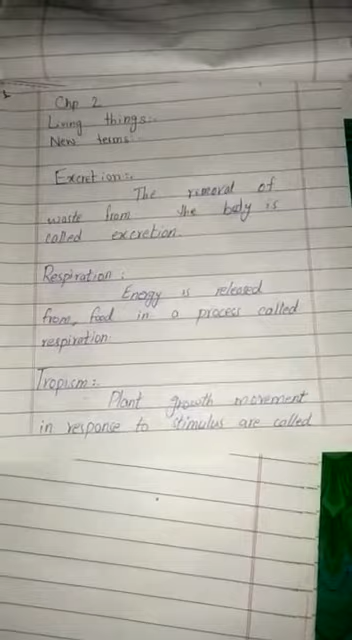 Chp 2
Living things:-
New terms:-
Excretion:-
The removal of
waste from the body is
called excretion
Respiration:
Enegy is released
from, food in a process called
respiration.
Tropism:-
Plant growth movement
in response to stimulus are called